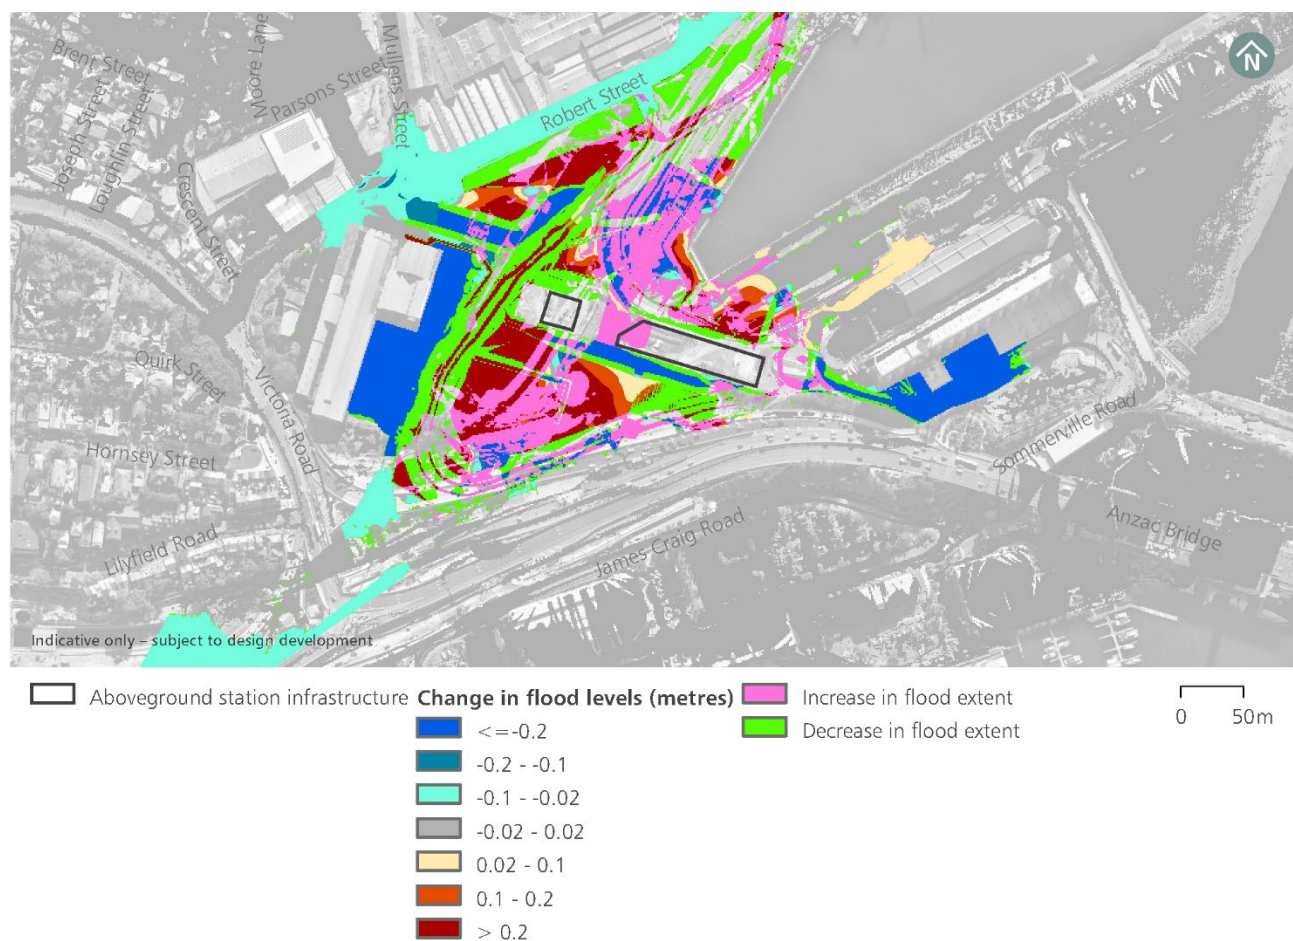 Brent Street
Joseph Street
Loughlin Street
Moore Lane
Parsons Street
Mullens Street
Crescent Street
Robert Street
N
Quirk Street
Victoria Road
Hornsey Street
Lilyfield Road
James Craig Road
Sommerville Road
Anzac Bridge
Indicative only – subject to design development
Aboveground station infrastructure
Change in flood levels (metres)
<=-0.2
-0.2 - -0.1
-0.1 - -0.02
-0.02 - 0.02
0.02 - 0.1
0.1 - 0.2
> 0.2
Increase in flood extent
Decrease in flood extent
0 50m